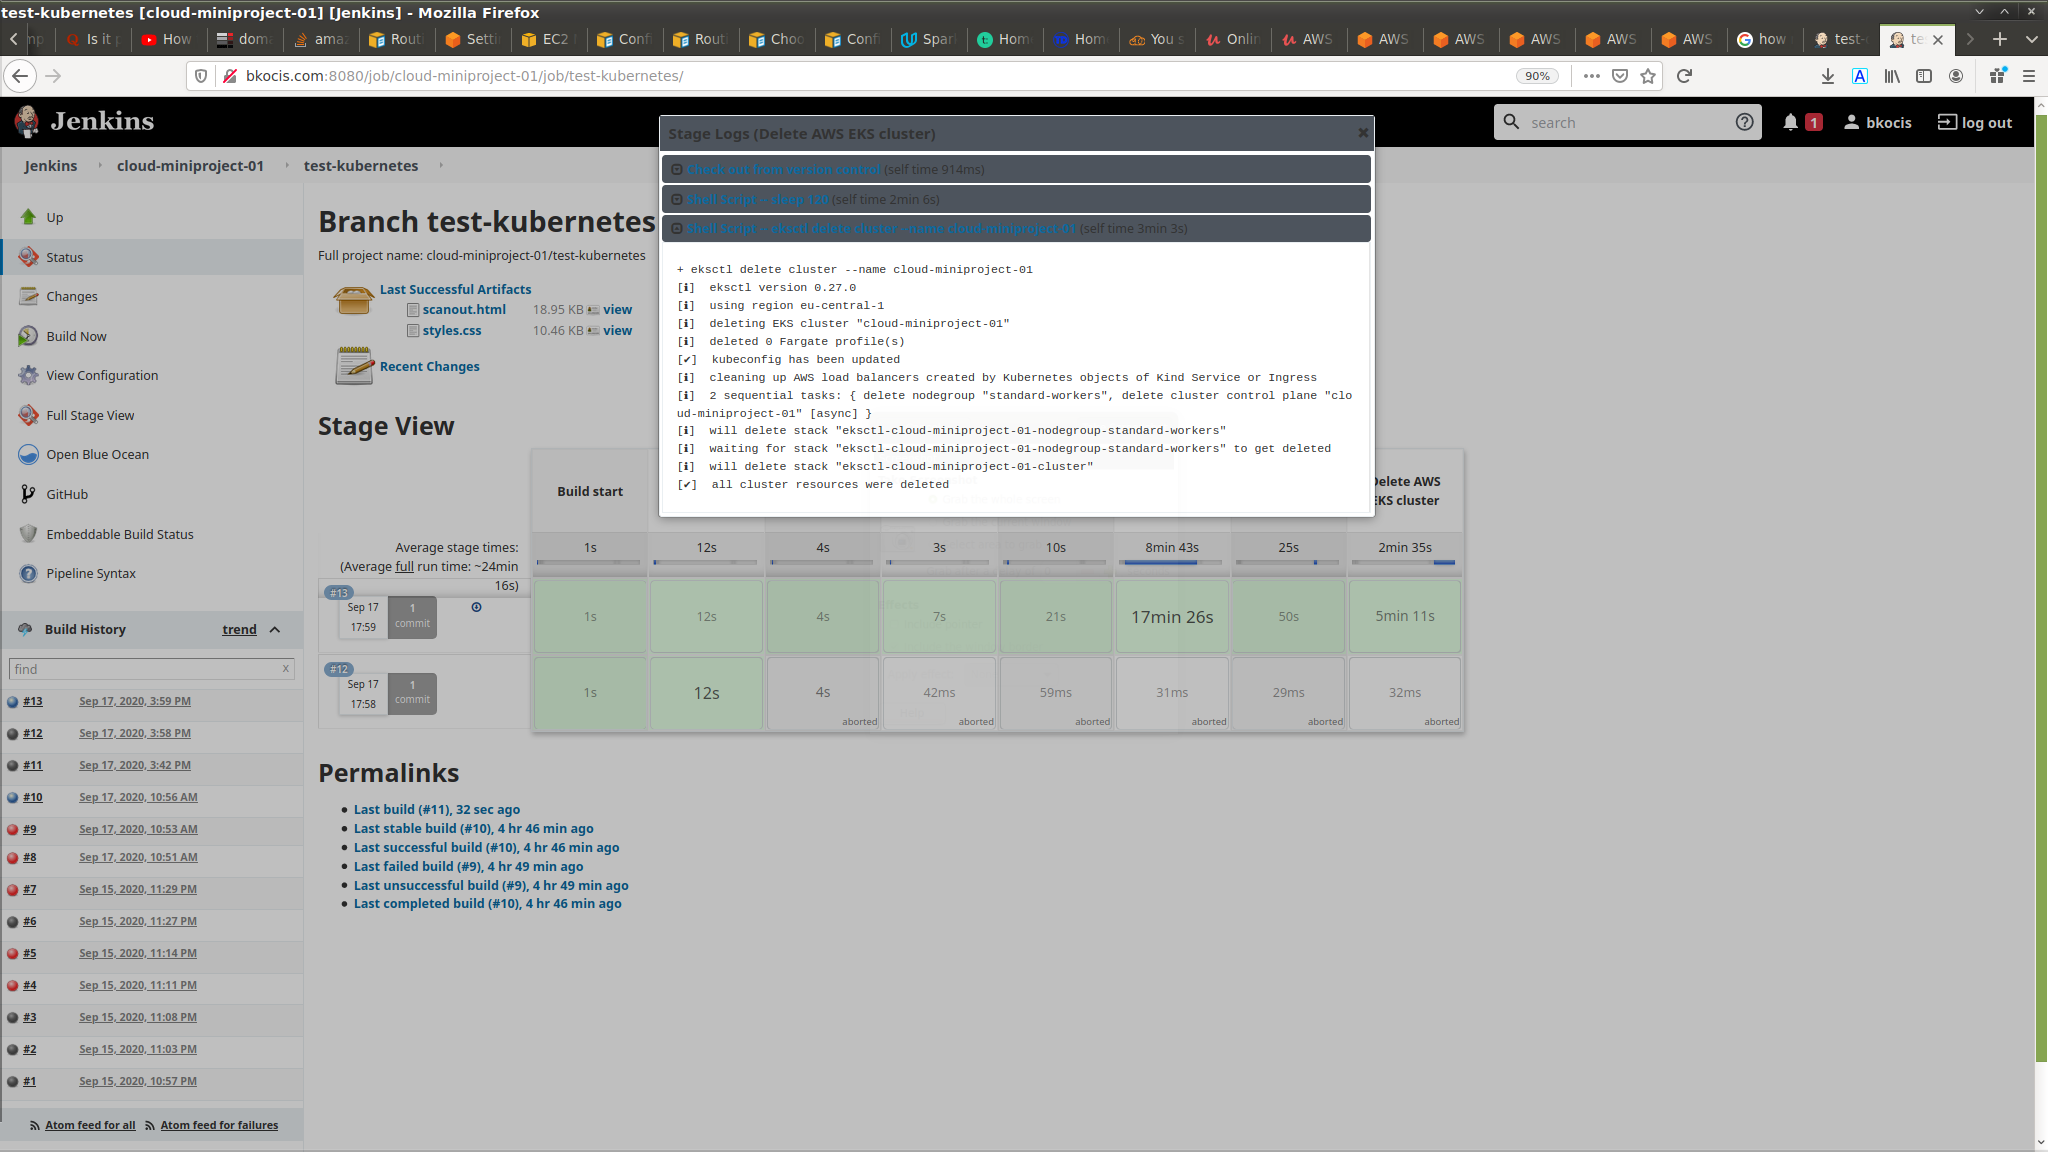 test-kubernetes [cloud-miniproject-01] [Jenkins] - Mozilla Firefox
Is it
How
dom
ama
Rout
Setti
EC2
Conf
Rout
Choo
Conf
Spar
Hom
Hom
You s
Onlin
AWS
AWS
AWS
AWS
AWS
AWS
how
test-
te
bkocis.com:8080/job/cloud-miniproject-01/job/test-kubernetes/
90%
Jenkins
search
1
bkocis
log out
Jenkins
cloud-miniproject-01
test-kubernetes
Up
Status
Changes
Build Now
View Configuration
Full Stage View
Open Blue Ocean
GitHub
Embeddable Build Status
Pipeline Syntax
Build History
trend
find
x
#13 Sep 17, 2020, 3:59 PM
#12 Sep 17, 2020, 3:58 PM
#11 Sep 17, 2020, 3:42 PM
#10 Sep 17, 2020, 10:56 AM
#9 Sep 17, 2020, 10:53 AM
#8 Sep 17, 2020, 10:51 AM
#7 Sep 15, 2020, 11:29 PM
#6 Sep 15, 2020, 11:27 PM
#5 Sep 15, 2020, 11:14 PM
#4 Sep 15, 2020, 11:11 PM
#3 Sep 15, 2020, 11:08 PM
#2 Sep 15, 2020, 11:03 PM
#1 Sep 15, 2020, 10:57 PM
Atom feed for all Atom feed for failures
Branch test-kubernetes
Full project name: cloud-miniproject-01/test-kubernetes
Last Successful Artifacts
scanout.html 18.95 KB view
styles.css 10.46 KB view
Recent Changes
Stage Logs (Delete AWS EKS cluster)
Check out from version control (self time 914ms)
Shell Script -- sleep 120 (self time 2min 6s)
Shell Script -- eksctl delete cluster --name cloud-miniproject-01 (self time 3min 3s)
+ eksctl delete cluster --name cloud-miniproject-01
[ℹ]  eksctl version 0.27.0
[ℹ]  using region eu-central-1
[ℹ]  deleting EKS cluster "cloud-miniproject-01"
[ℹ]  deleted 0 Fargate profile(s)
[✔]  kubeconfig has been updated
[ℹ]  cleaning up AWS load balancers created by Kubernetes objects of Kind Service or Ingress
[ℹ]  2 sequential tasks: { delete nodegroup "standard-workers", delete cluster control plane "clo
ud-miniproject-01" [async] }
[ℹ]  will delete stack "eksctl-cloud-miniproject-01-nodegroup-standard-workers"
[ℹ]  waiting for stack "eksctl-cloud-miniproject-01-nodegroup-standard-workers" to get deleted
[ℹ]  will delete stack "eksctl-cloud-miniproject-01-cluster"
[✔]  all cluster resources were deleted
Stage View
Build start
Delete AWS
EKS cluster
Average stage times:
(Average full run time: ~24min
16s)
1s 12s 4s 3s 10s 8min 43s 25s 2min 35s
#13
Sep 17
17:59
1
commit
1s 12s 4s 7s 21s 17min 26s 50s 5min 11s
#12
Sep 17
17:58
1
commit
1s 12s 4s 42ms 59ms 31ms 29ms 32ms
aborted aborted aborted aborted aborted aborted
Permalinks
Last build (#11), 32 sec ago
Last stable build (#10), 4 hr 46 min ago
Last successful build (#10), 4 hr 46 min ago
Last failed build (#9), 4 hr 49 min ago
Last unsuccessful build (#9), 4 hr 49 min ago
Last completed build (#10), 4 hr 46 min ago